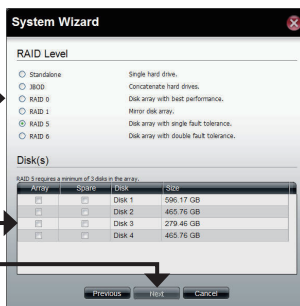 System Wizard
RAID Level
Standalone Single hard drive.
JBOD Concatenate hard drives.
RAID 0 Disk array with best performance.
RAID 1 Mirror disk array.
RAID 5 Disk array with single fault tolerance.
RAID 6 Disk array with double fault tolerance.
Disk(s)
RAID 5 requires a minimum of 3 disks in the array.
Array Spare Disk Size
Disk 1 596.17 GB
Disk 2 465.76 GB
Disk 3 279.46 GB
Disk 4 465.76 GB
Previous Next Cancel